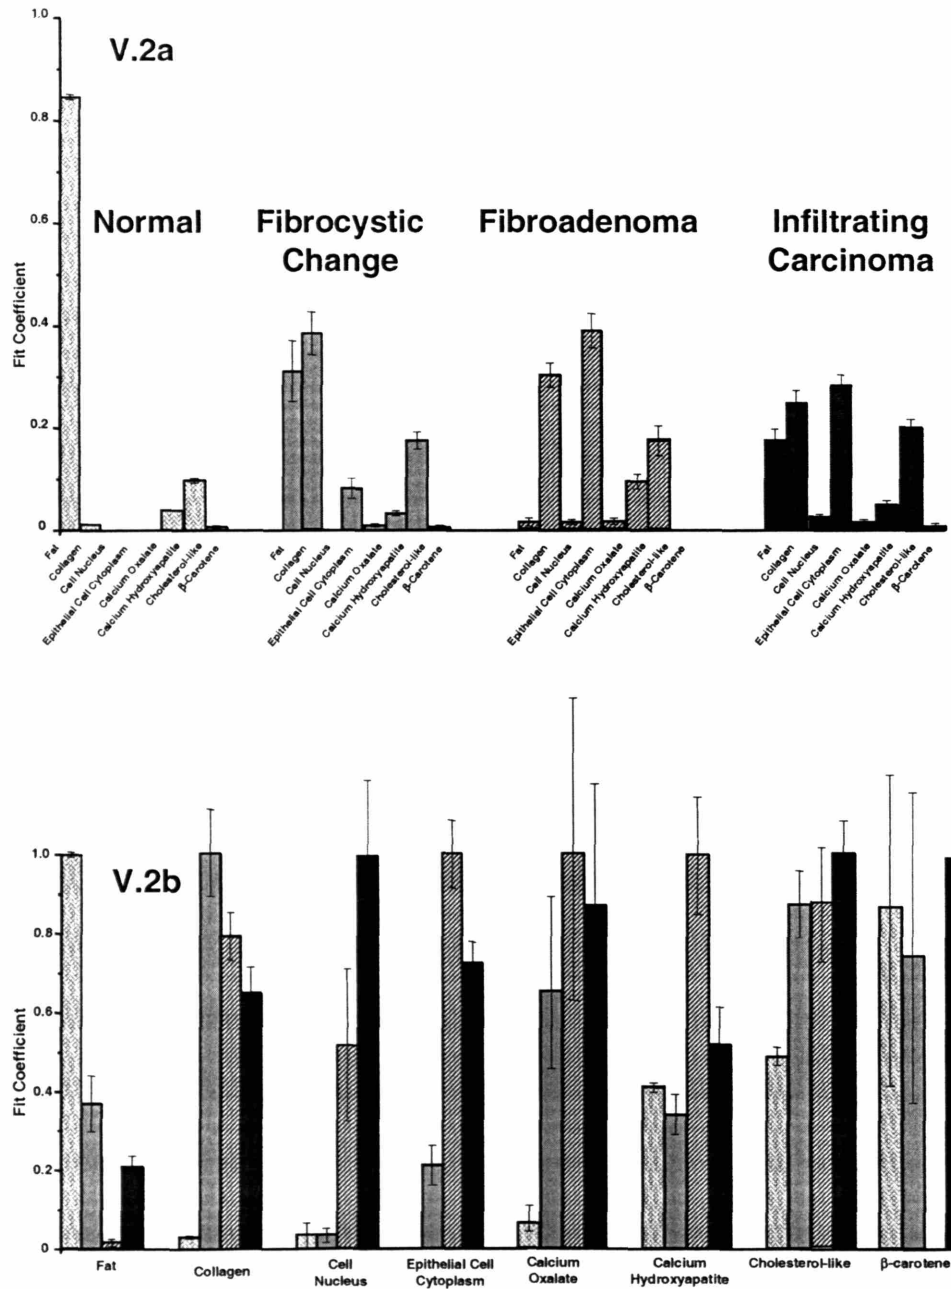 1.0
V.2a
0.8
0.6
Normal
Fibrocystic
Change
Fibroadenoma
Infiltrating
Carcinoma
0.4
0.2
0
Fit Coefficient
Fat
Collagen
Cell Nucleus
Epithelial Cell Cytoplasm
Calcium Oxalate
Calcium Hydroxyapatite
Cholesterol-like
β-Carotene
Fat
Collagen
Cell Nucleus
Epithelial Cell Cytoplasm
Calcium Oxalate
Calcium Hydroxyapatite
Cholesterol-like
β-Carotene
Fat
Collagen
Cell Nucleus
Epithelial Cell Cytoplasm
Calcium Oxalate
Calcium Hydroxyapatite
Cholesterol-like
β-Carotene
Fat
Collagen
Cell Nucleus
Epithelial Cell Cytoplasm
Calcium Oxalate
Calcium Hydroxyapatite
Cholesterol-like
β-Carotene
1.0
V.2b
0.8
0.6
0.4
0.2
0
Fit Coefficient
Fat
Collagen
Cell
Nucleus
Epithelial Cell
Cytoplasm
Calcium
Oxalate
Calcium
Hydroxyapatite
Cholesterol-like
β-carotene